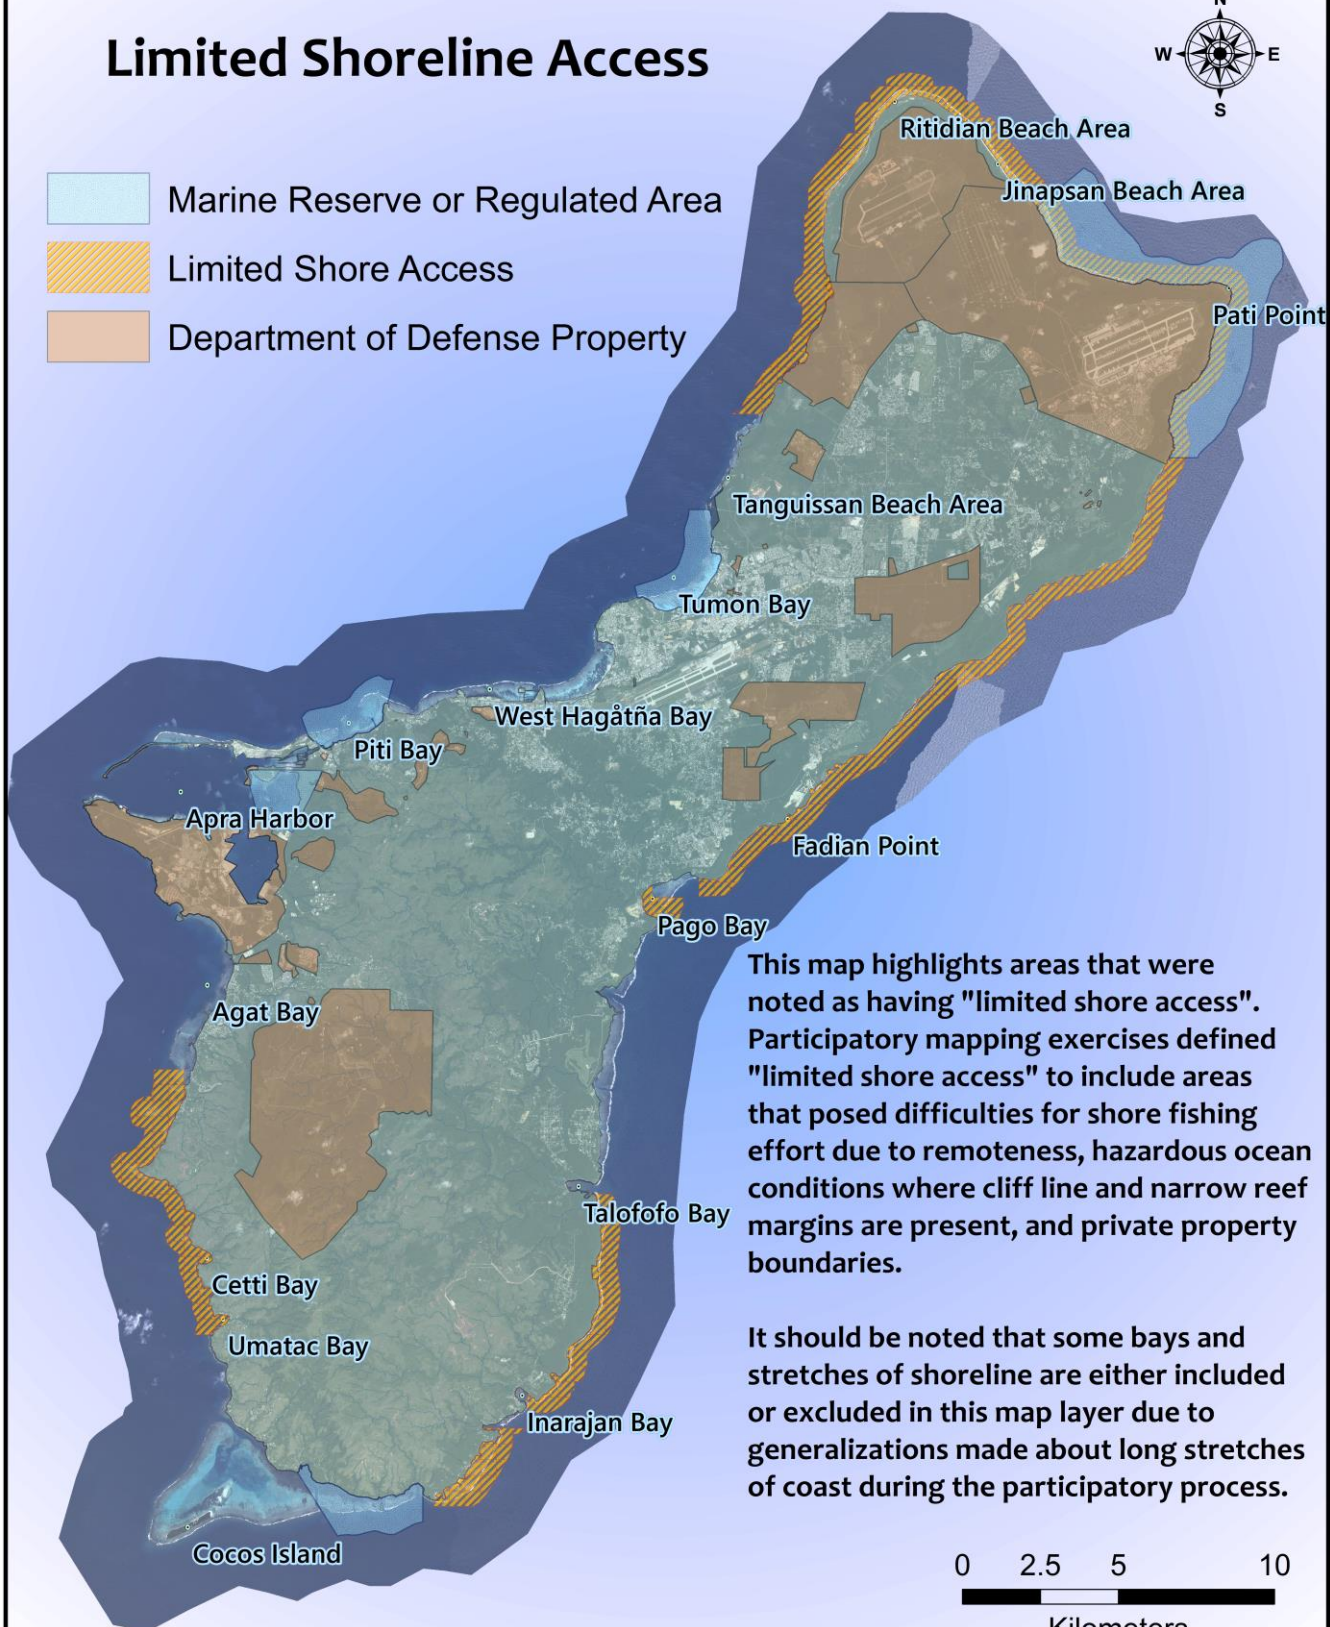 Limited Shoreline Access
N
W
E
S
Marine Reserve or Regulated Area
Limited Shore Access
Department of Defense Property
Ritidian Beach Area
Jinapsan Beach Area
Pati Point
Tanguissan Beach Area
Tumon Bay
West Hagåtña Bay
Piti Bay
Apra Harbor
Fadian Point
Pago Bay
Agat Bay
This map highlights areas that were
noted as having "limited shore access".
Participatory mapping exercises defined
"limited shore access" to include areas
that posed difficulties for shore fishing
effort due to remoteness, hazardous ocean
conditions where cliff line and narrow reef
margins are present, and private property
boundaries.
Talofofo Bay
Cetti Bay
Umatac Bay
It should be noted that some bays and
stretches of shoreline are either included
or excluded in this map layer due to
generalizations made about long stretches
of coast during the participatory process.
Inarajan Bay
Cocos Island
0 2.5 5 10
Kilometers